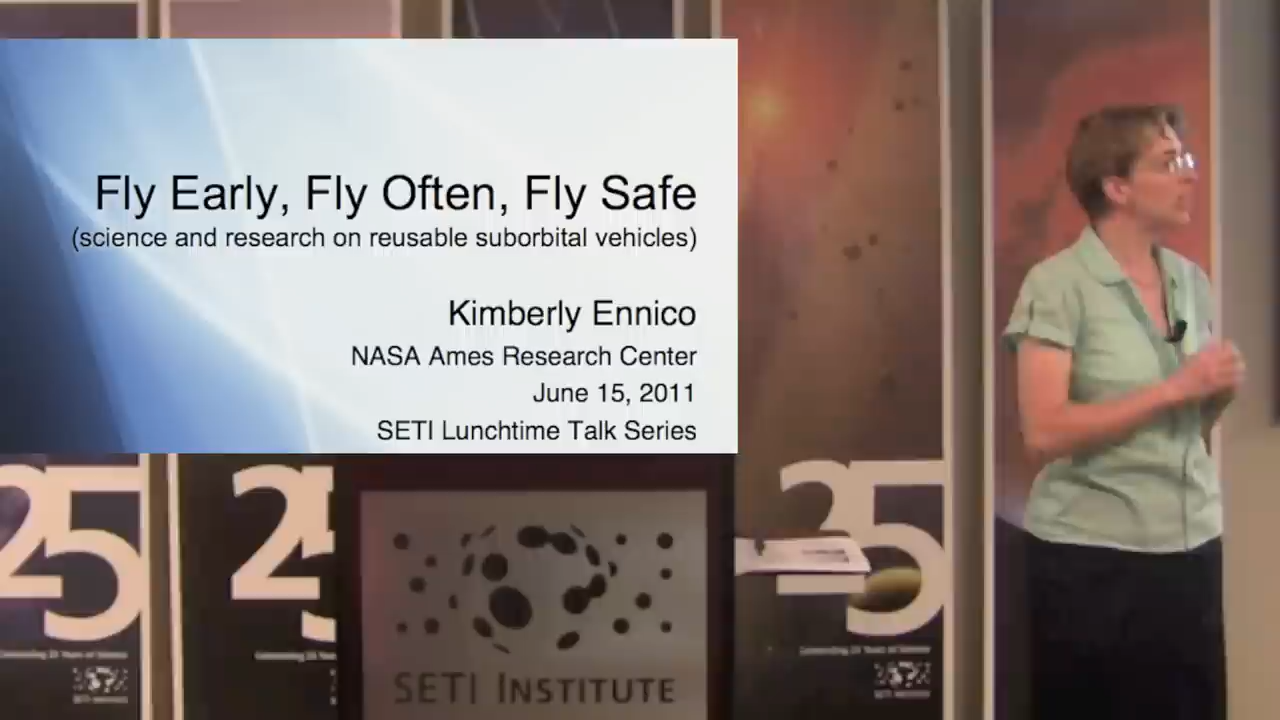 Fly Early, Fly Often, Fly Safe
(science and research on reusable suborbital vehicles)
Kimberly Ennico
NASA Ames Research Center
June 15, 2011
SETI Lunchtime Talk Series
25
25
25
SETI INSTITUTE